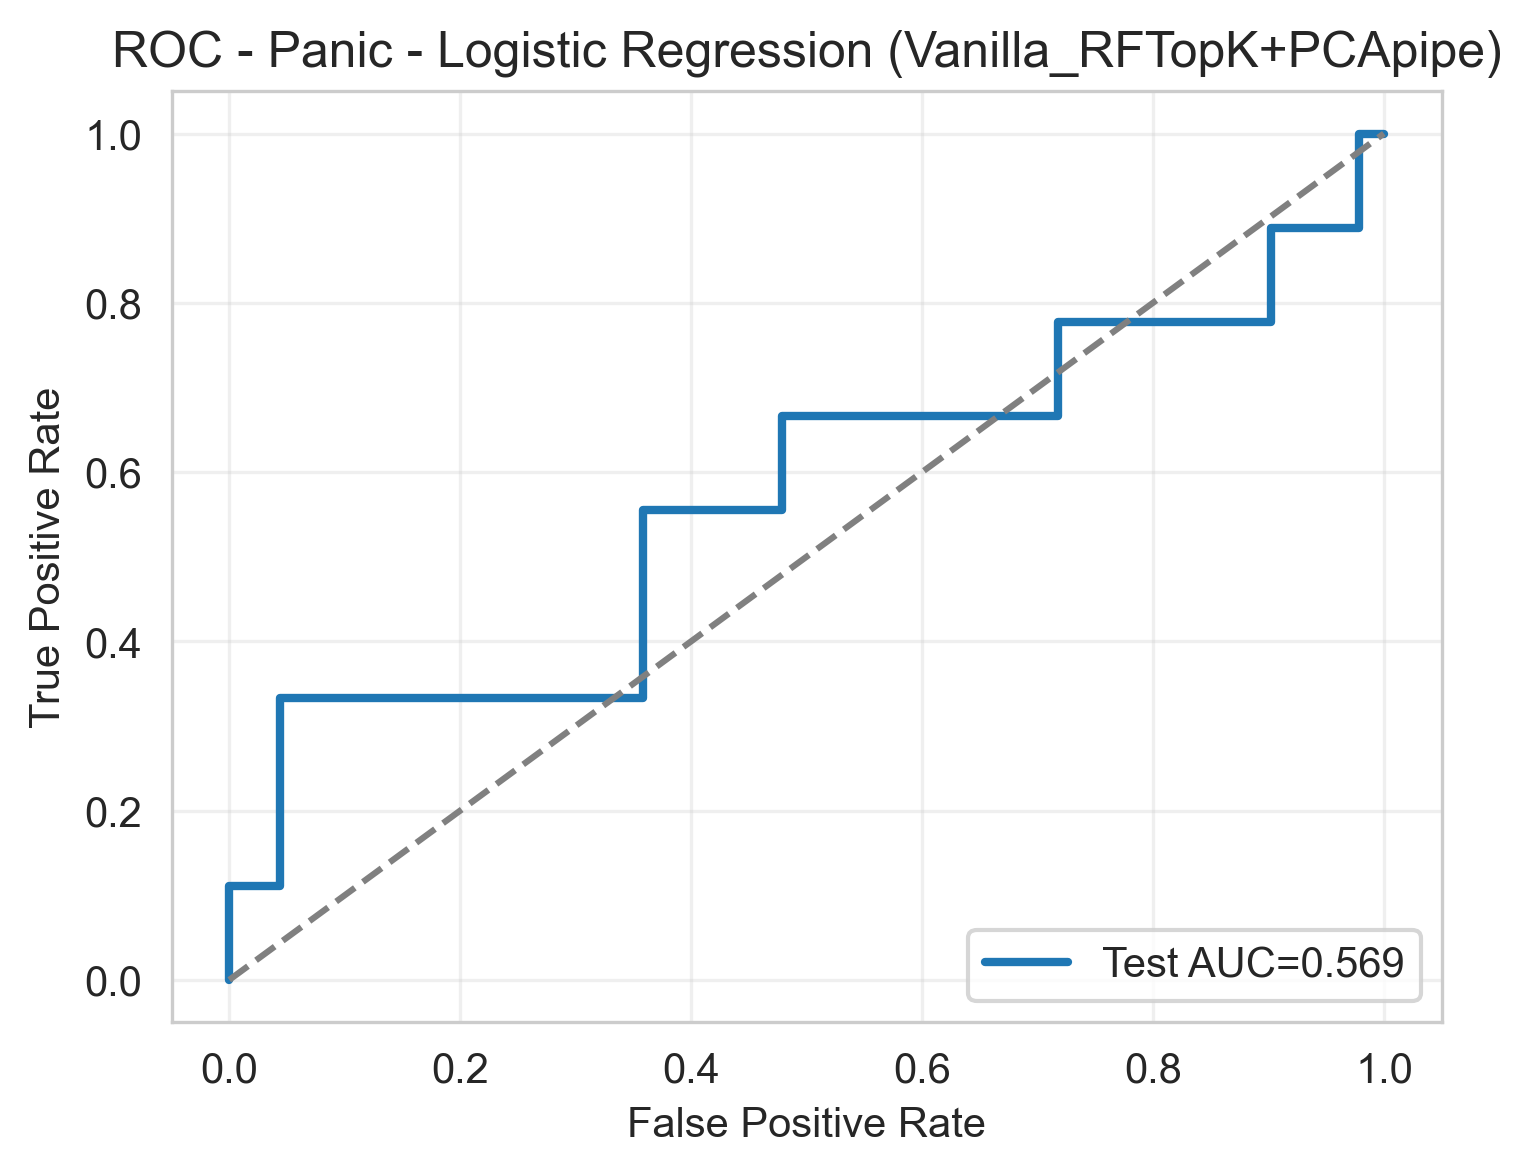 ROC - Panic - Logistic Regression (Vanilla_RFTopK+PCApipe)
True Positive Rate
1.0
0.8
0.6
0.4
0.2
0.0
Test AUC=0.569
0.0 0.2 0.4 0.6 0.8 1.0
False Positive Rate